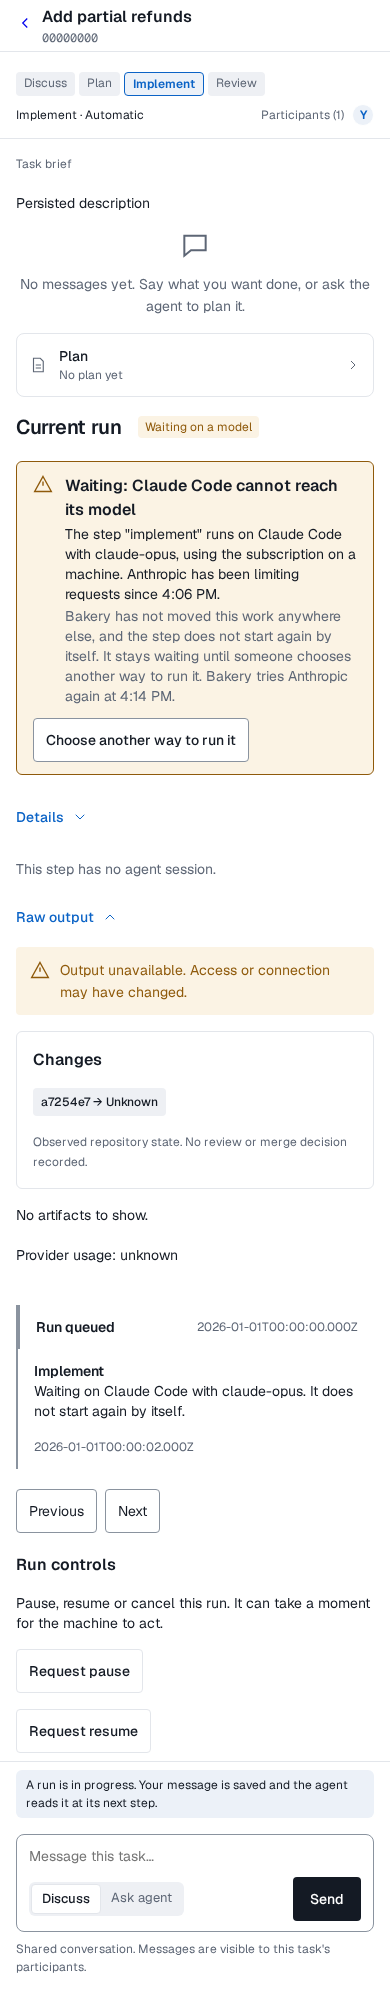 Add partial refunds
00000000
Discuss Plan Implement Review
Implement · Automatic Participants (1) Y
Task brief
Persisted description
No messages yet. Say what you want done, or ask the
agent to plan it.
Plan
No plan yet
Current run Waiting on a model
Waiting: Claude Code cannot reach
its model
The step "implement" runs on Claude Code
with claude-opus, using the subscription on a
machine. Anthropic has been limiting
requests since 4:06 PM.
Bakery has not moved this work anywhere
else, and the step does not start again by
itself. It stays waiting until someone chooses
another way to run it. Bakery tries Anthropic
again at 4:14 PM.
Choose another way to run it
Details
This step has no agent session.
Raw output
Output unavailable. Access or connection
may have changed.
Changes
a7254e7 → Unknown
Observed repository state. No review or merge decision
recorded.
No artifacts to show.
Provider usage: unknown
Run queued 2026-01-01T00:00:00.000Z
Implement
Waiting on Claude Code with claude-opus. It does
not start again by itself.
2026-01-01T00:00:02.000Z
Previous Next
Run controls
Pause, resume or cancel this run. It can take a moment
for the machine to act.
Request pause
Request resume
A run is in progress. Your message is saved and the agent
reads it at its next step.
Message this task...
Discuss Ask agent Send
Shared conversation. Messages are visible to this task's
participants.